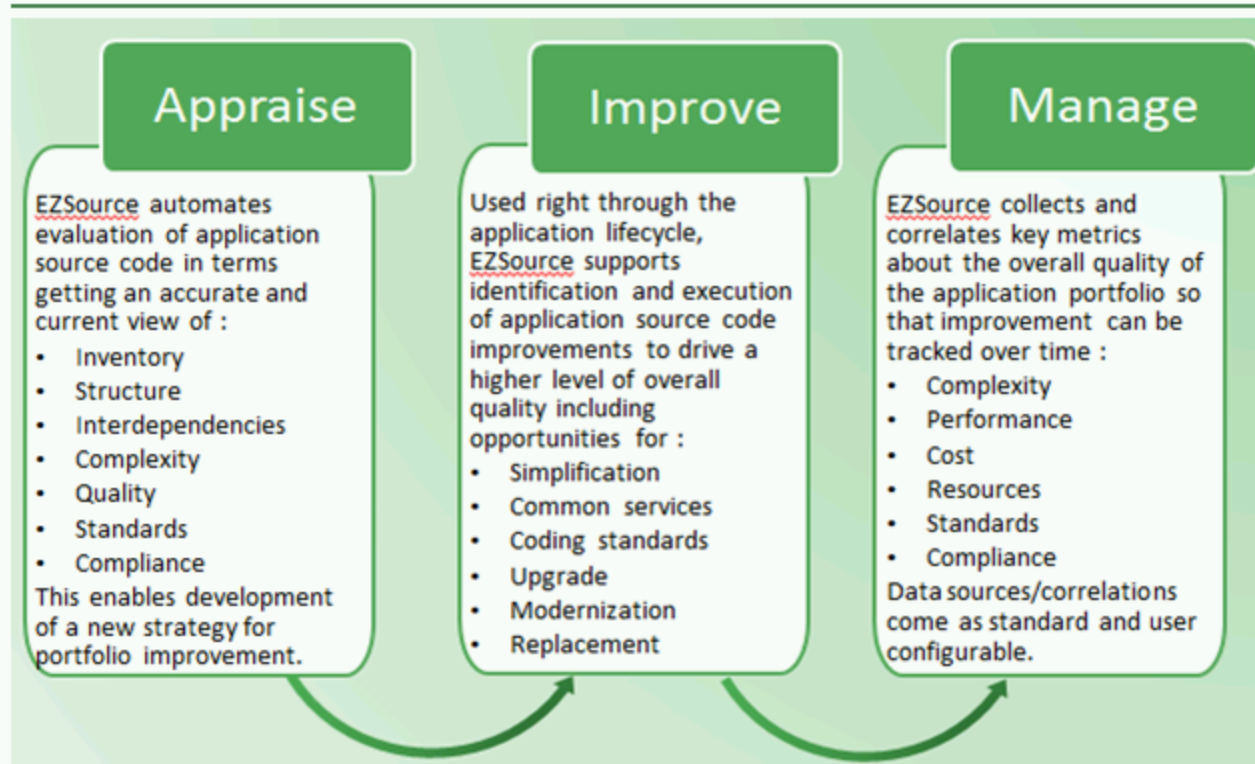 Appraise
EZSource automates
evaluation of application
source code in terms
getting an accurate and
current view of :
• Inventory
• Structure
• Interdependencies
• Complexity
• Quality
• Standards
• Compliance
This enables development
of a new strategy for
portfolio improvement.
Improve
Used right through the
application lifecycle,
EZSource supports
identification and execution
of application source code
improvements to drive a
higher level of overall
quality including
opportunities for :
• Simplification
• Common services
• Coding standards
• Upgrade
• Modernization
• Replacement
Manage
EZSource collects and
correlates key metrics
about the overall quality of
the application portfolio so
that improvement can be
tracked over time :
• Complexity
• Performance
• Cost
• Resources
• Standards
• Compliance
Data sources/correlations
come as standard and user
configurable.